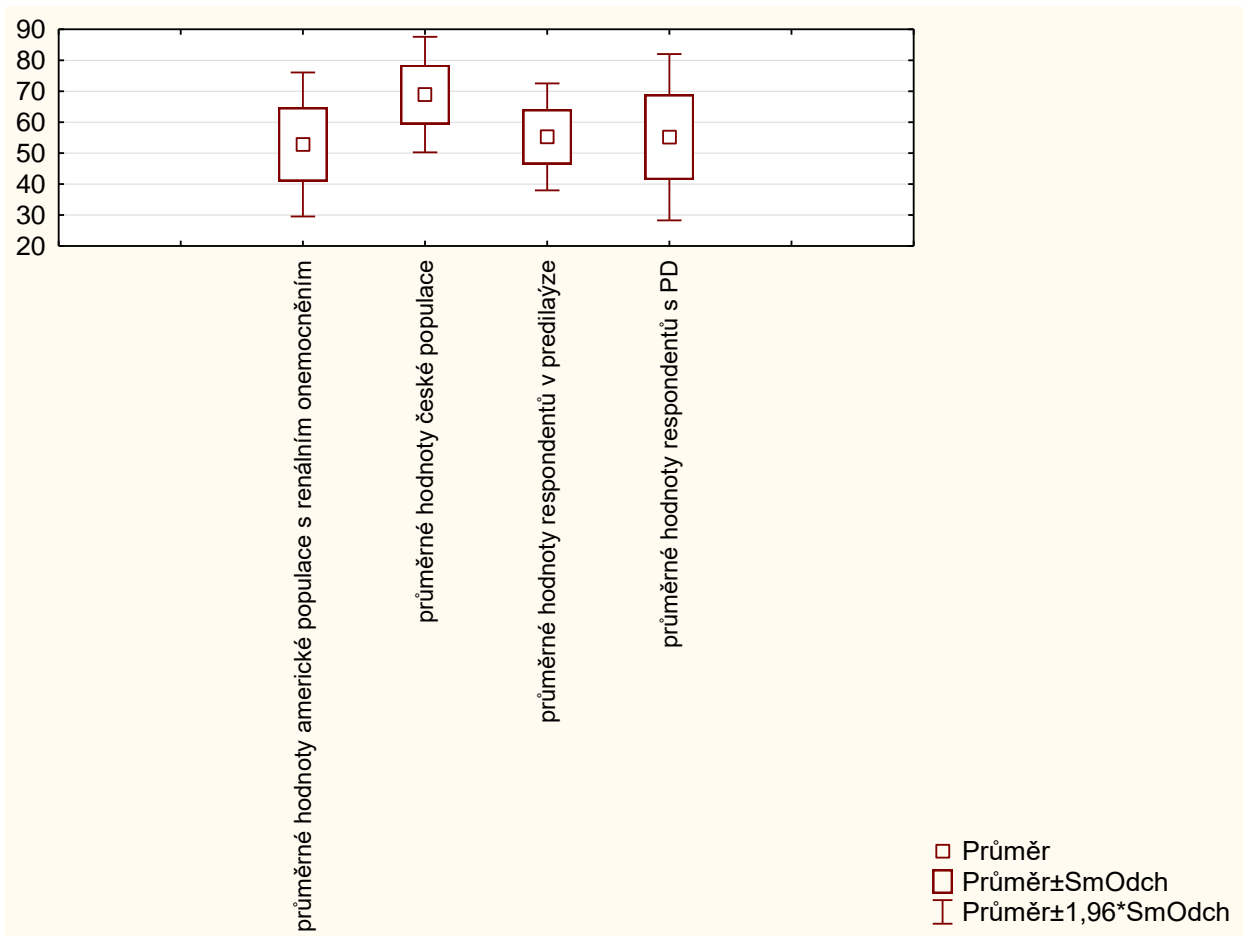 90
80
70
60
50
40
30
20
průměrné hodnoty americké populace s renálním onemocněním
průměrné hodnoty české populace
průměrné hodnoty respondentů v predilaýze
průměrné hodnoty respondentů s PD
Průměr
Průměr±SmOdch
Průměr±1,96*SmOdch